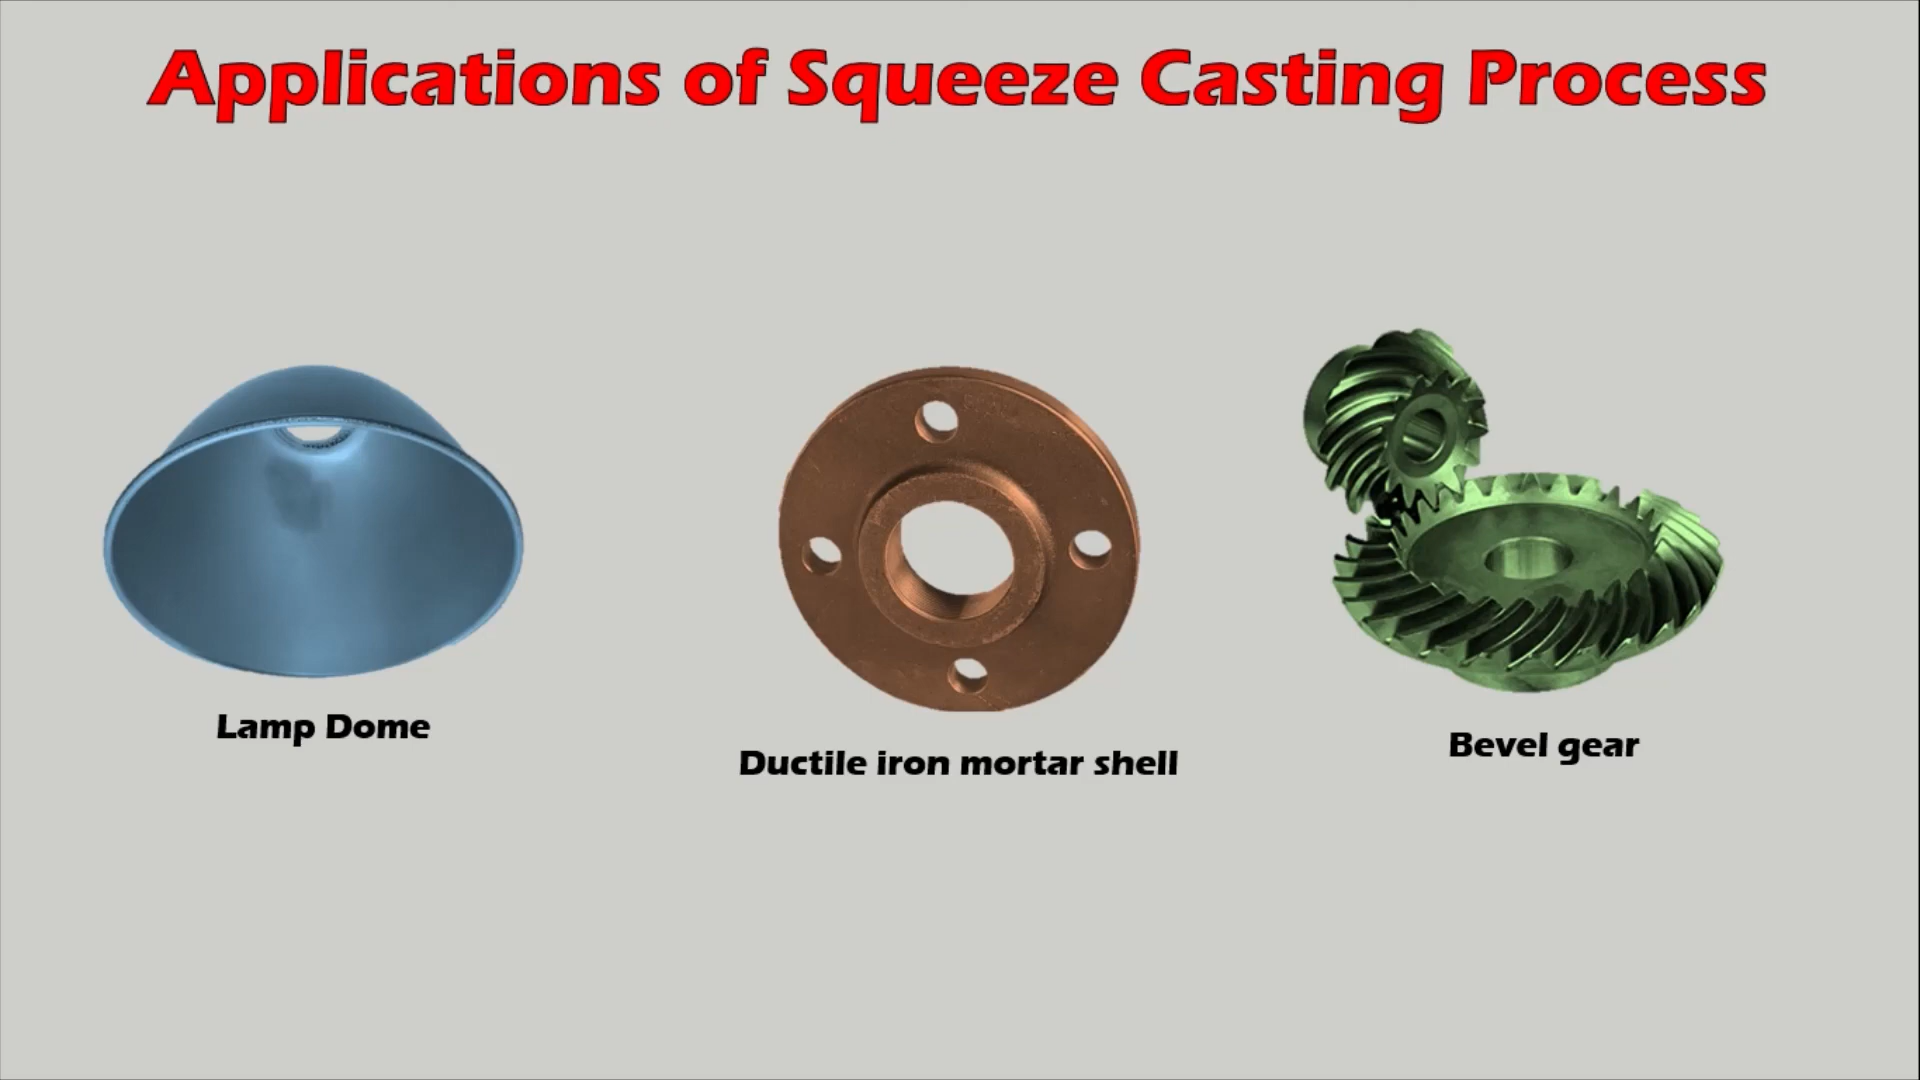 Applications of Squeeze Casting Process
Lamp Dome
Ductile iron mortar shell
Bevel gear